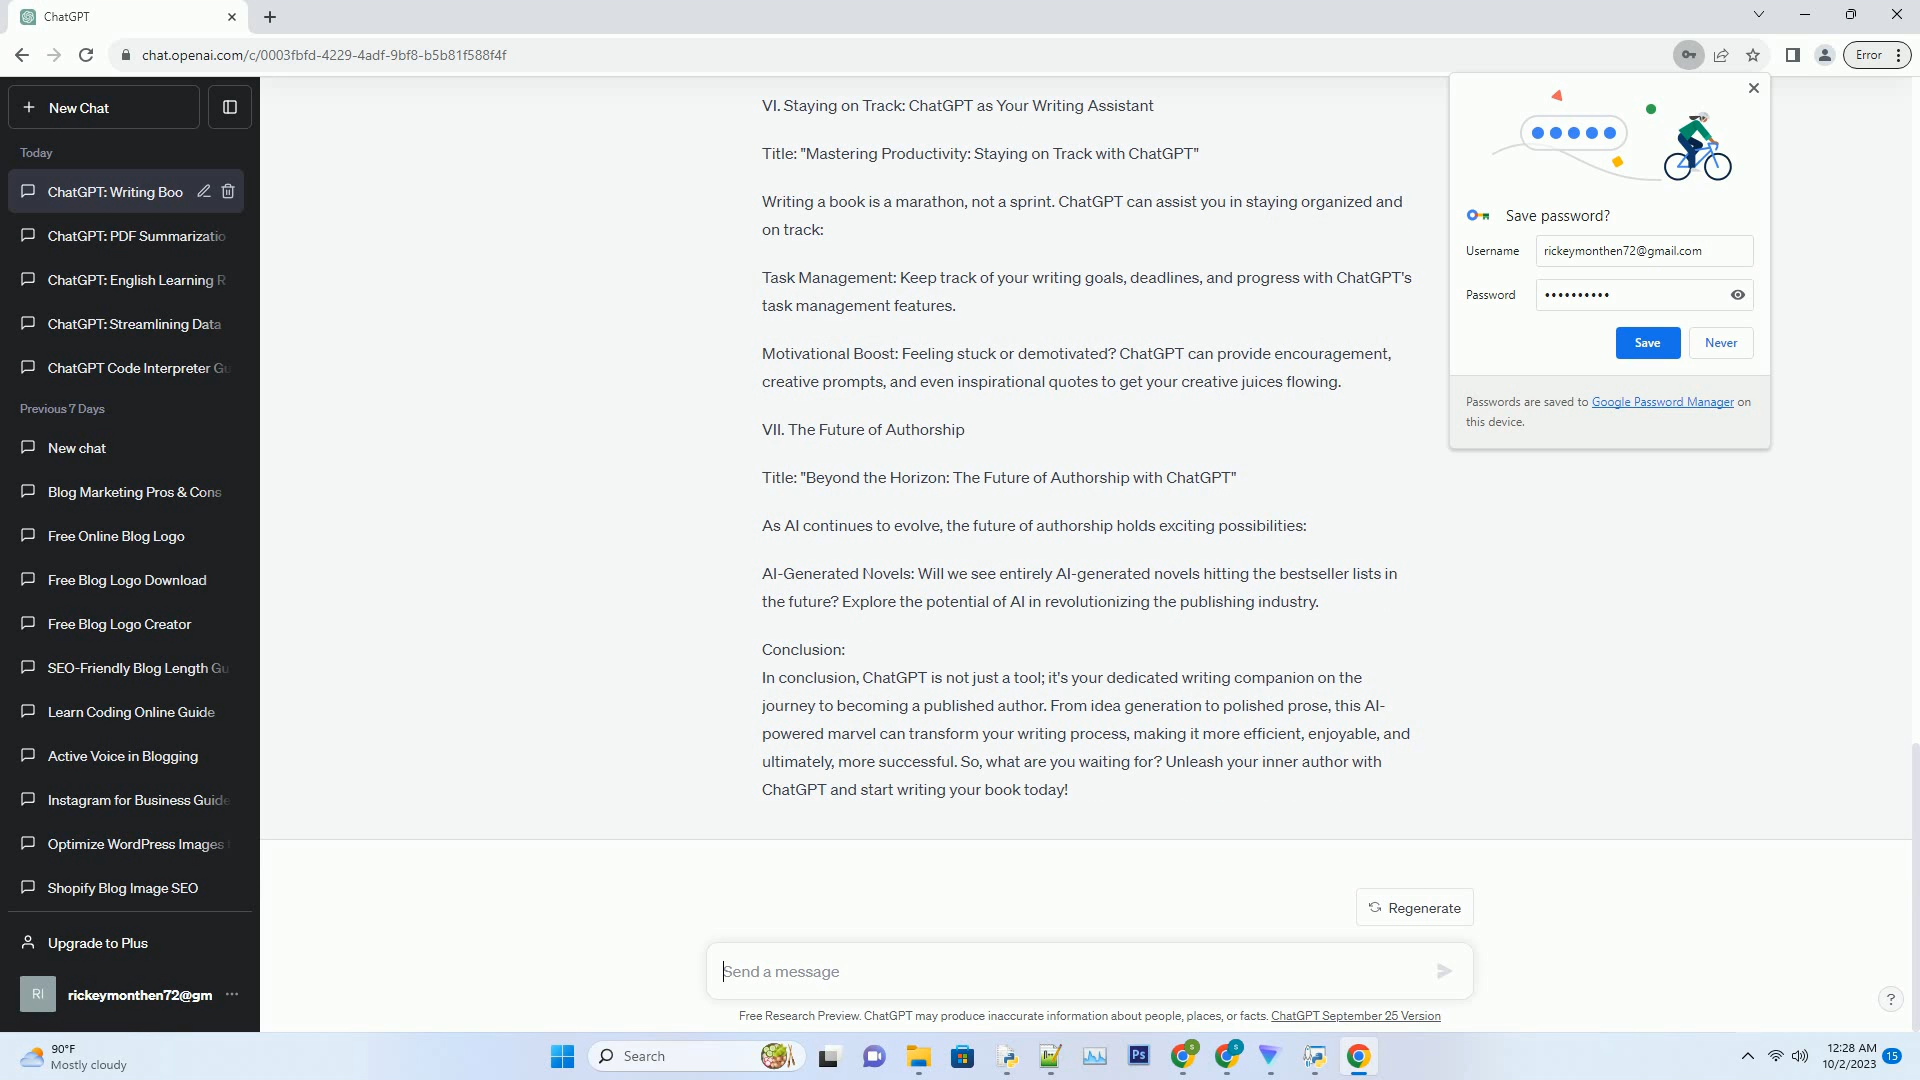 ChatGPT
chat.openai.com/c/0003fbfd-4229-4adf-9bf8-b5b81f588f4f
Error
New Chat
Today
ChatGPT: Writing Boo
ChatGPT: PDF Summarizatio
ChatGPT: English Learning R
ChatGPT: Streamlining Data
ChatGPT Code Interpreter Gu
Previous 7 Days
New chat
Blog Marketing Pros & Cons
Free Online Blog Logo
Free Blog Logo Download
Free Blog Logo Creator
SEO-Friendly Blog Length Gu
Learn Coding Online Guide
Active Voice in Blogging
Instagram for Business Guide
Optimize WordPress Images
Shopify Blog Image SEO
Upgrade to Plus
RI
rickeymonthen72@gm
VI. Staying on Track: ChatGPT as Your Writing Assistant
Title: "Mastering Productivity: Staying on Track with ChatGPT"
Writing a book is a marathon, not a sprint. ChatGPT can assist you in staying organized and
on track:
Task Management: Keep track of your writing goals, deadlines, and progress with ChatGPT's
task management features.
Motivational Boost: Feeling stuck or demotivated? ChatGPT can provide encouragement,
creative prompts, and even inspirational quotes to get your creative juices flowing.
VII. The Future of Authorship
Title: "Beyond the Horizon: The Future of Authorship with ChatGPT"
As AI continues to evolve, the future of authorship holds exciting possibilities:
AI-Generated Novels: Will we see entirely AI-generated novels hitting the bestseller lists in
the future? Explore the potential of AI in revolutionizing the publishing industry.
Conclusion:
In conclusion, ChatGPT is not just a tool; it's your dedicated writing companion on the
journey to becoming a published author. From idea generation to polished prose, this AI-
powered marvel can transform your writing process, making it more efficient, enjoyable, and
ultimately, more successful. So, what are you waiting for? Unleash your inner author with
ChatGPT and start writing your book today!
Save password?
Username
rickeymonthen72@gmail.com
Password
Save
Never
Passwords are saved to Google Password Manager on
this device.
Regenerate
Send a message
Free Research Preview. ChatGPT may produce inaccurate information about people, places, or facts. ChatGPT September 25 Version
?
90°F
Mostly cloudy
Search
Ps
S
S
12:28 AM
10/2/2023
15